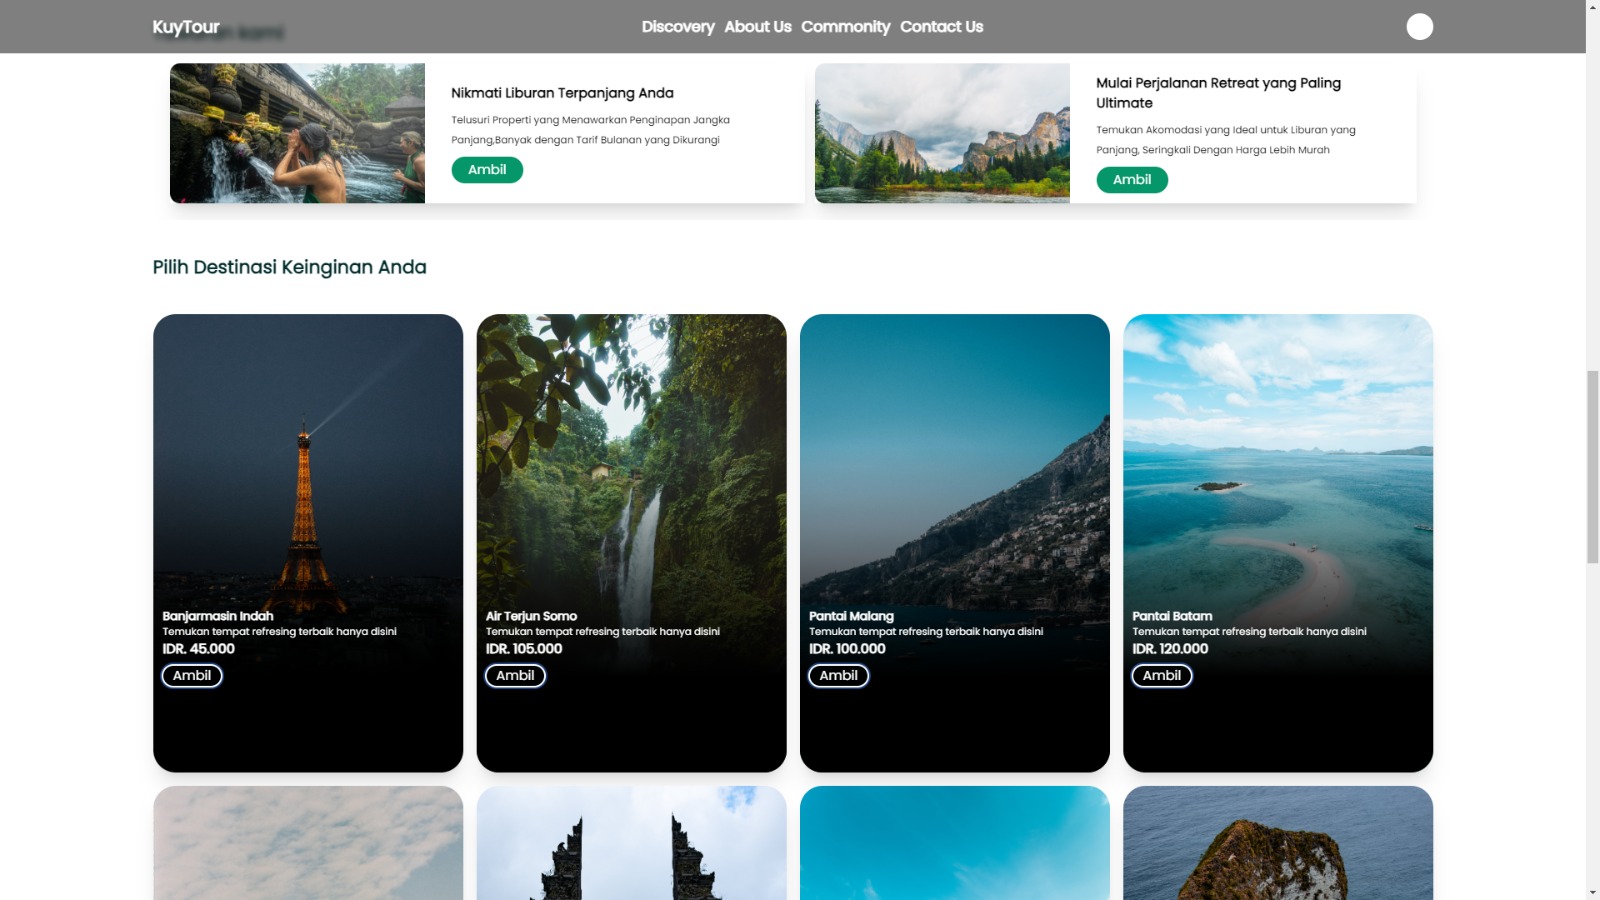 KuyTour
Discovery About Us Community Contact Us
kami
Nikmati Liburan Terpanjang Anda
Telusuri Properti yang Menawarkan Penginapan Jangka
Panjang,Banyak dengan Tarif Bulanan yang Dikurangi
Ambil
Mulai Perjalanan Retreat yang Paling
Ultimate
Temukan Akomodasi yang Ideal untuk Liburan yang
Panjang, Seringkali Dengan Harga Lebih Murah
Ambil
Pilih Destinasi Keinginan Anda
Banjarmasin Indah
Temukan tempat refresing terbaik hanya disini
IDR. 45.000
Ambil
Air Terjun Somo
Temukan tempat refresing terbaik hanya disini
IDR. 105.000
Ambil
Pantai Malang
Temukan tempat refresing terbaik hanya disini
IDR. 100.000
Ambil
Pantai Batam
Temukan tempat refresing terbaik hanya disini
IDR. 120.000
Ambil